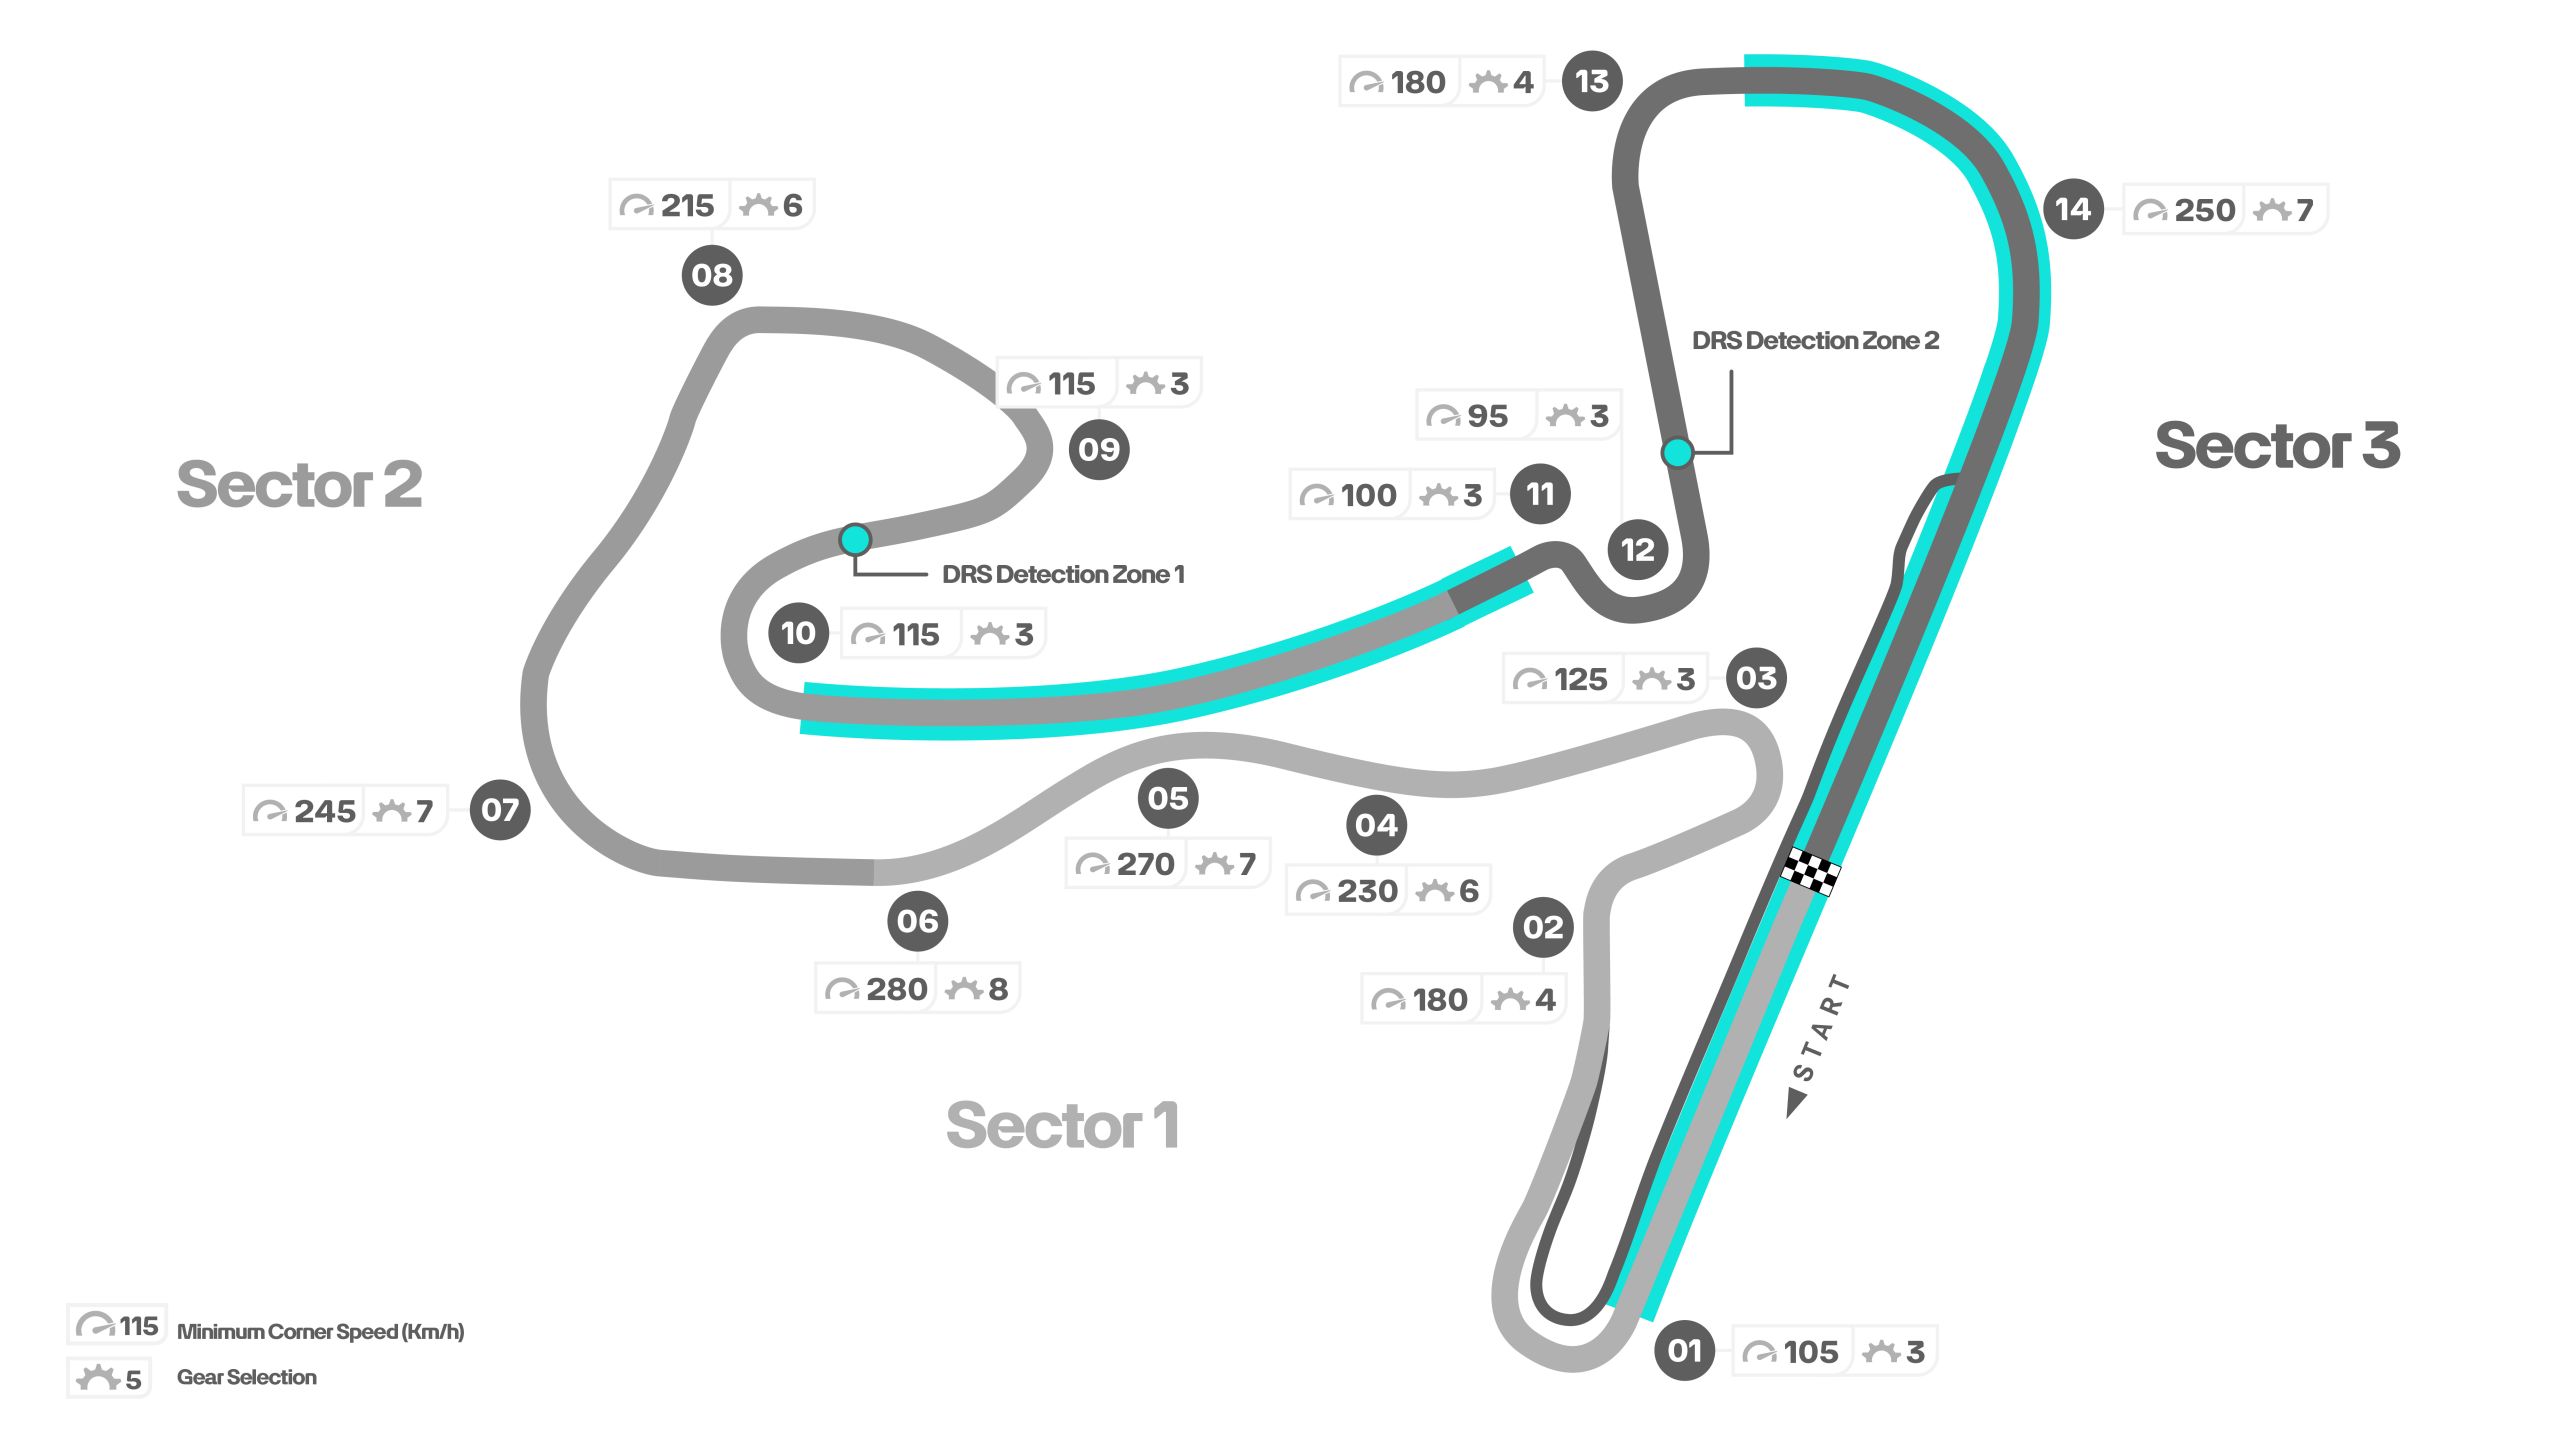 180 4 13
14 250 7
215 6
08
DRS Detection Zone 2
115 3
09
95 3
Sector 3
Sector 2
100 3 11
12
DRS Detection Zone 1
10 115 3
125 3 03
245 7 07
05
270 7
04
230 6
06
280 8
02
180 4
START
Sector 1
01 105 3
115 Minimum Corner Speed (Km/h)
5 Gear Selection